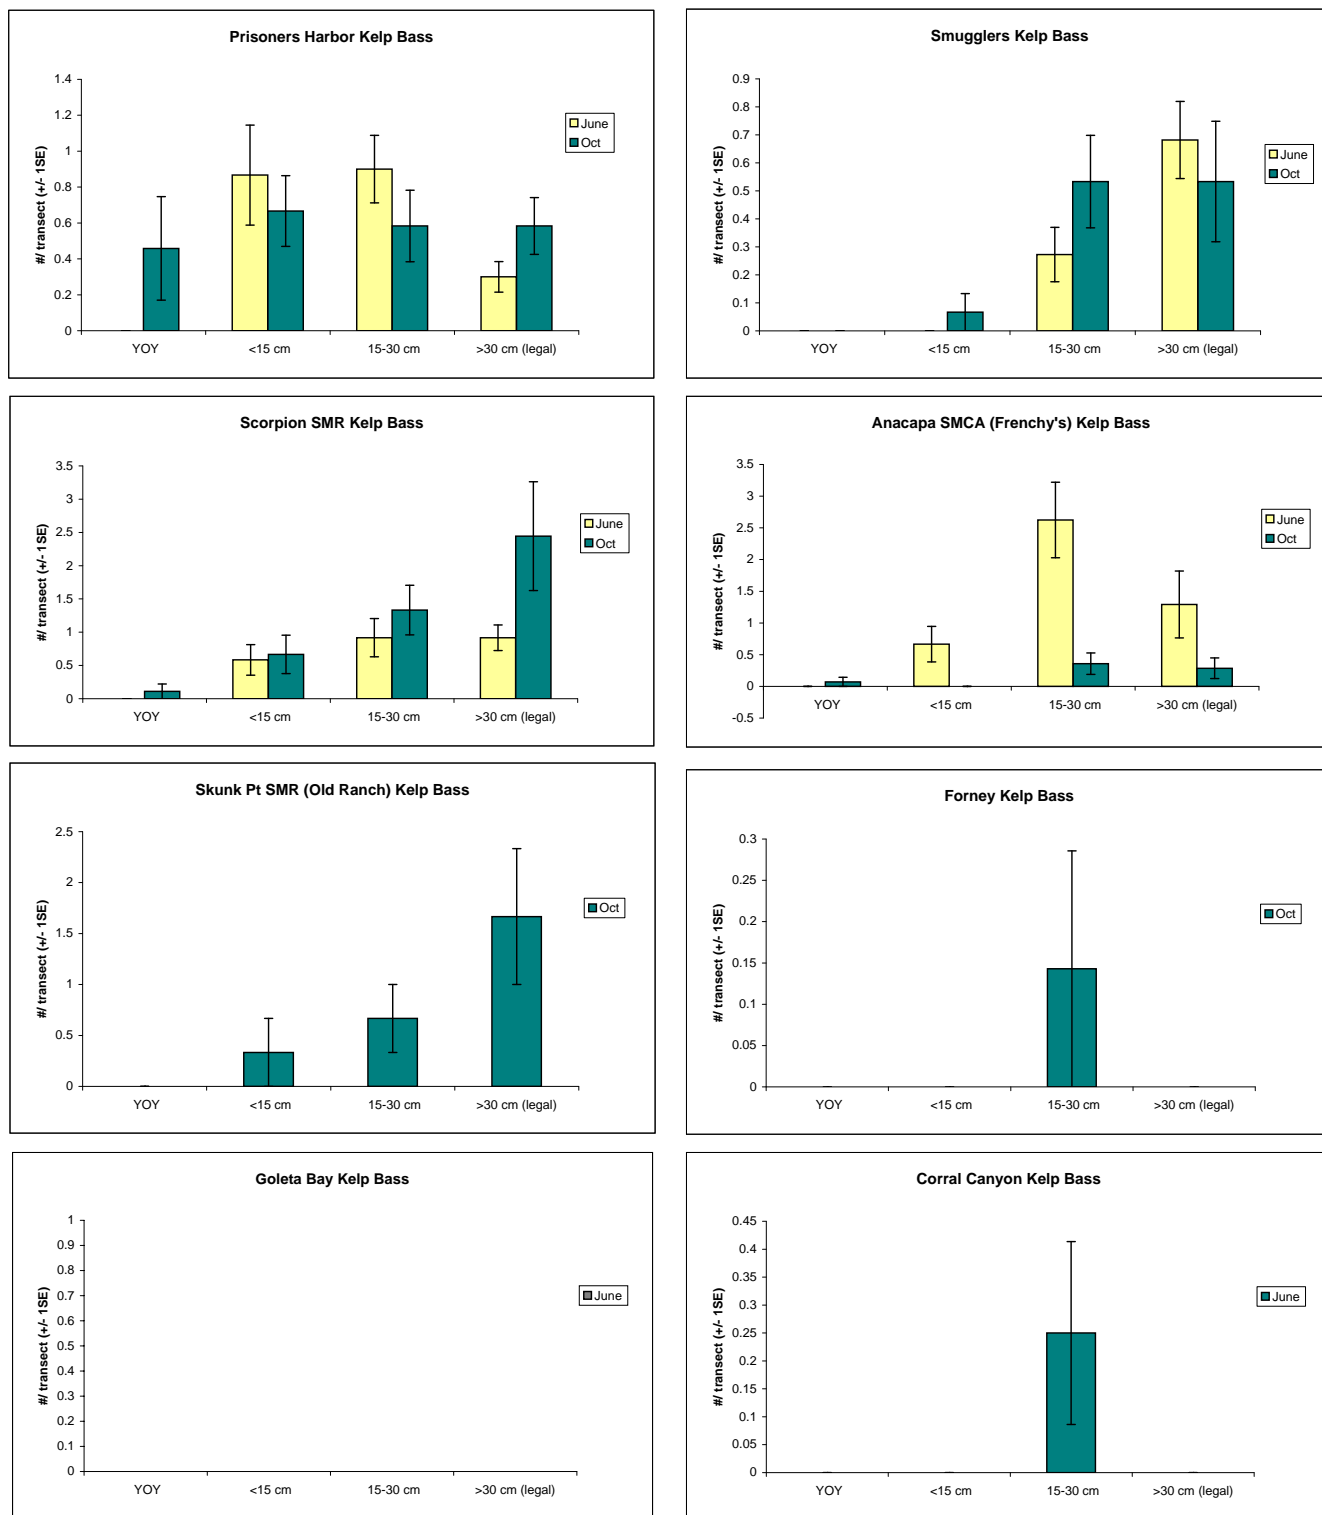 Prisoners Harbor Kelp Bass
#/ transect (+/- 1SE)
1.4
1.2
1
0.8
0.6
0.4
0.2
0
YOY <15 cm 15-30 cm >30 cm (legal)
June
Oct
Smugglers Kelp Bass
#/ transect (+/- 1SE)
0.9
0.8
0.7
0.6
0.5
0.4
0.3
0.2
0.1
0
YOY <15 cm 15-30 cm >30 cm (legal)
June
Oct
Scorpion SMR Kelp Bass
#/ transect (+/- 1SE)
3.5
3
2.5
2
1.5
1
0.5
0
YOY <15 cm 15-30 cm >30 cm (legal)
June
Oct
Anacapa SMCA (Frenchy's) Kelp Bass
#/ transect (+/- 1SE)
3.5
3
2.5
2
1.5
1
0.5
0
-0.5
YOY <15 cm 15-30 cm >30 cm (legal)
June
Oct
Skunk Pt SMR (Old Ranch) Kelp Bass
#/ transect (+/- 1SE)
2.5
2
1.5
1
0.5
0
YOY <15 cm 15-30 cm >30 cm (legal)
Oct
Forney Kelp Bass
#/ transect (+/- 1SE)
0.3
0.25
0.2
0.15
0.1
0.05
0
YOY <15 cm 15-30 cm >30 cm (legal)
Oct
Goleta Bay Kelp Bass
#/ transect (+/- 1SE)
1
0.9
0.8
0.7
0.6
0.5
0.4
0.3
0.2
0.1
0
YOY <15 cm 15-30 cm >30 cm (legal)
June
Corral Canyon Kelp Bass
#/ transect (+/- 1SE)
0.45
0.4
0.35
0.3
0.25
0.2
0.15
0.1
0.05
0
YOY <15 cm 15-30 cm >30 cm (legal)
June